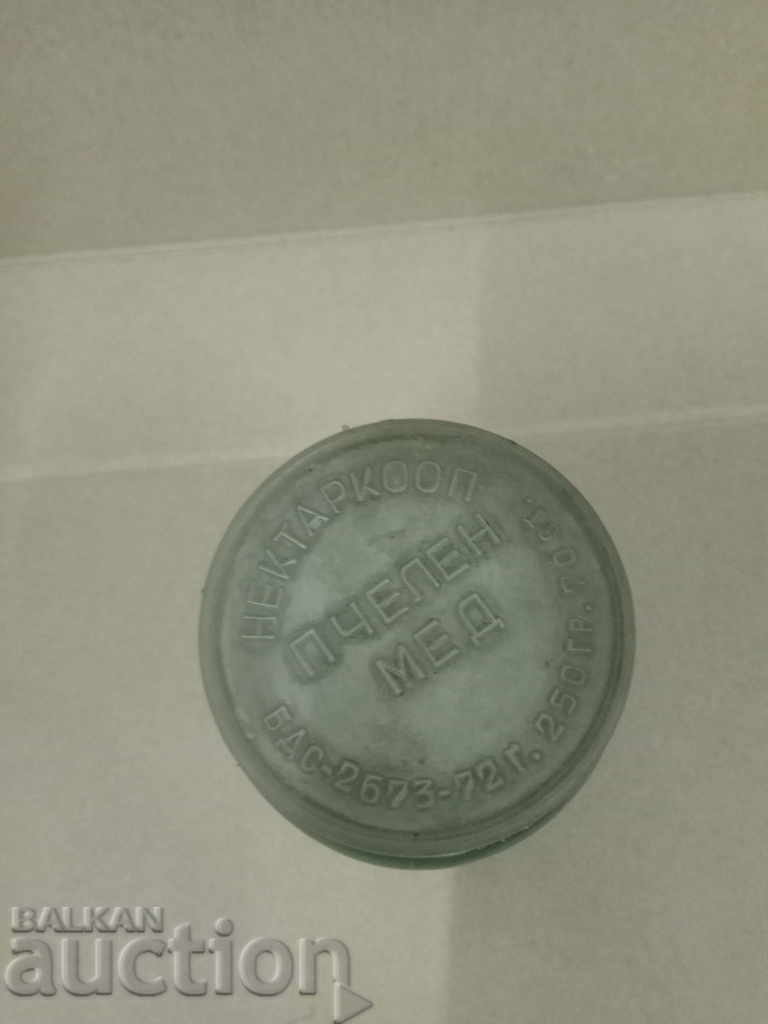 НЕКТАРКООП
ПЧЕЛЕН
МЕД
БДС-2673-72 г. 250 ГР.
BALKAN
auction